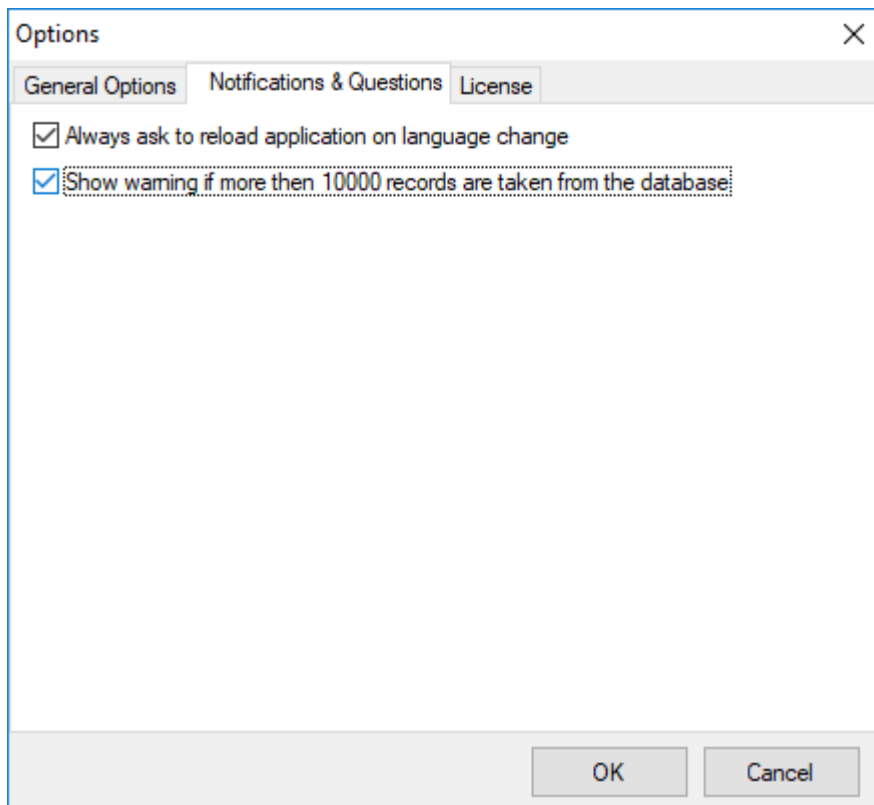 Options
General Options Notifications & Questions License
Always ask to reload application on language change
Show warning if more then 10000 records are taken from the database
OK Cancel